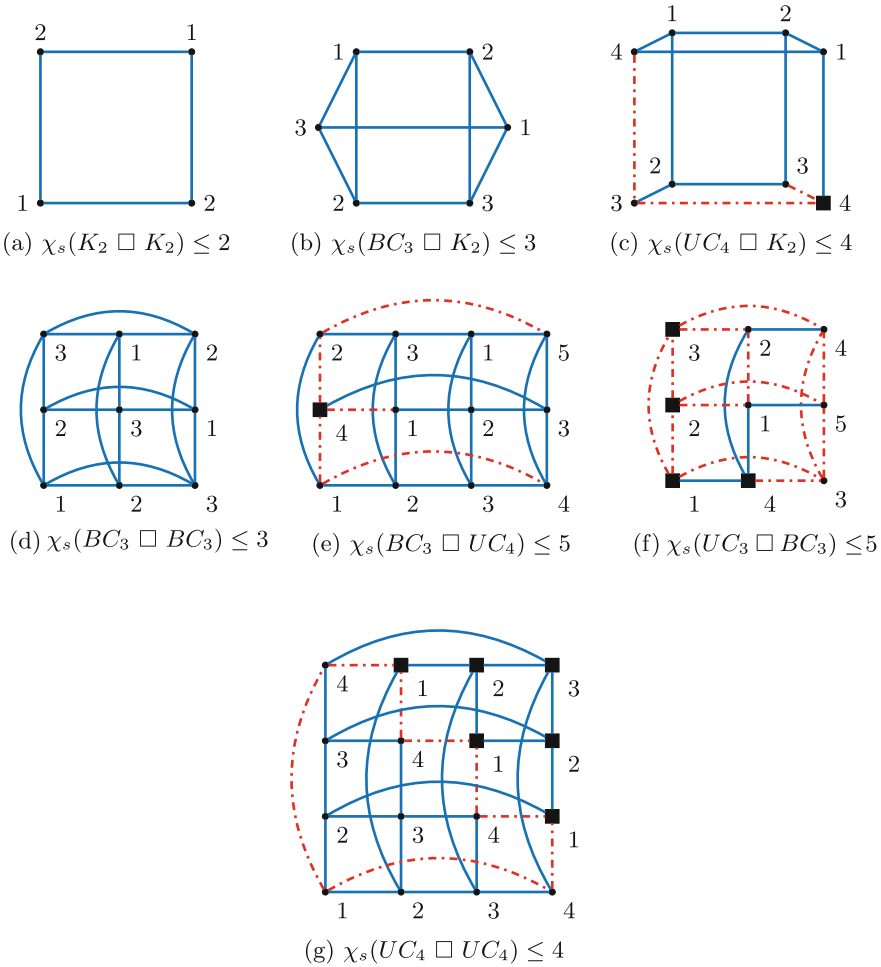 2 1 1 2 1 2
4 1
3 1
2 3
1 2 2 3 3 4
(a) χₛ(K₂ □ K₂) ≤ 2 (b) χₛ(BC₃ □ K₂) ≤ 3 (c) χₛ(UC₄ □ K₂) ≤ 4
3 1 2 2 3 1 5 3 2 4
2 3 1 4 1 2 3 2 1 5
1 2 3 1 2 3 4 1 4 3
(d) χₛ(BC₃ □ BC₃) ≤ 3 (e) χₛ(BC₃ □ UC₄) ≤ 5 (f) χₛ(UC₃ □ BC₃) ≤5
4 1 2 3
3 4 1 2
2 3 4 1
1 2 3 4
(g) χₛ(UC₄ □ UC₄) ≤ 4